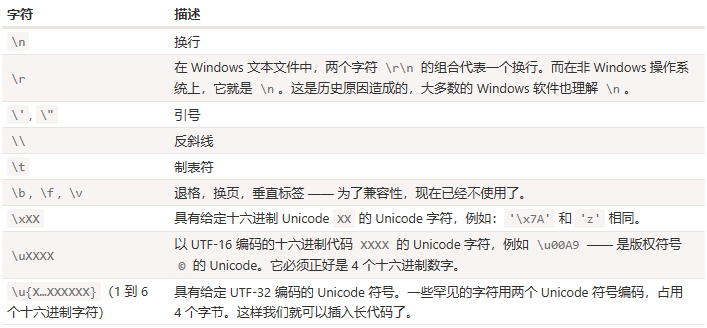 字符 描述
\n 换行
\r 在 Windows 文本文件中，两个字符 \r\n 的组合代表一个换行。而在非 Windows 操作系
统上，它就是 \n 。这是历史原因造成的，大多数的 Windows 软件也理解 \n 。
\', \" 引号
\\ 反斜线
\t 制表符
\b , \f , \v 退格，换页，垂直标签 —— 为了兼容性，现在已经不使用了。
\xXX 具有给定十六进制 Unicode XX 的 Unicode 字符，例如： '\x7A' 和 'z' 相同。
\uXXXX 以 UTF-16 编码的十六进制代码 XXXX 的 Unicode 字符，例如 \u00A9 —— 是版权符号
© 的 Unicode。它必须正好是 4 个十六进制数字。
\u{X…XXXXXX} （1 到 6
个十六进制字符） 具有给定 UTF-32 编码的 Unicode 符号。一些罕见的字符用两个 Unicode 符号编码，占用
4 个字节。这样我们就可以插入长代码了。